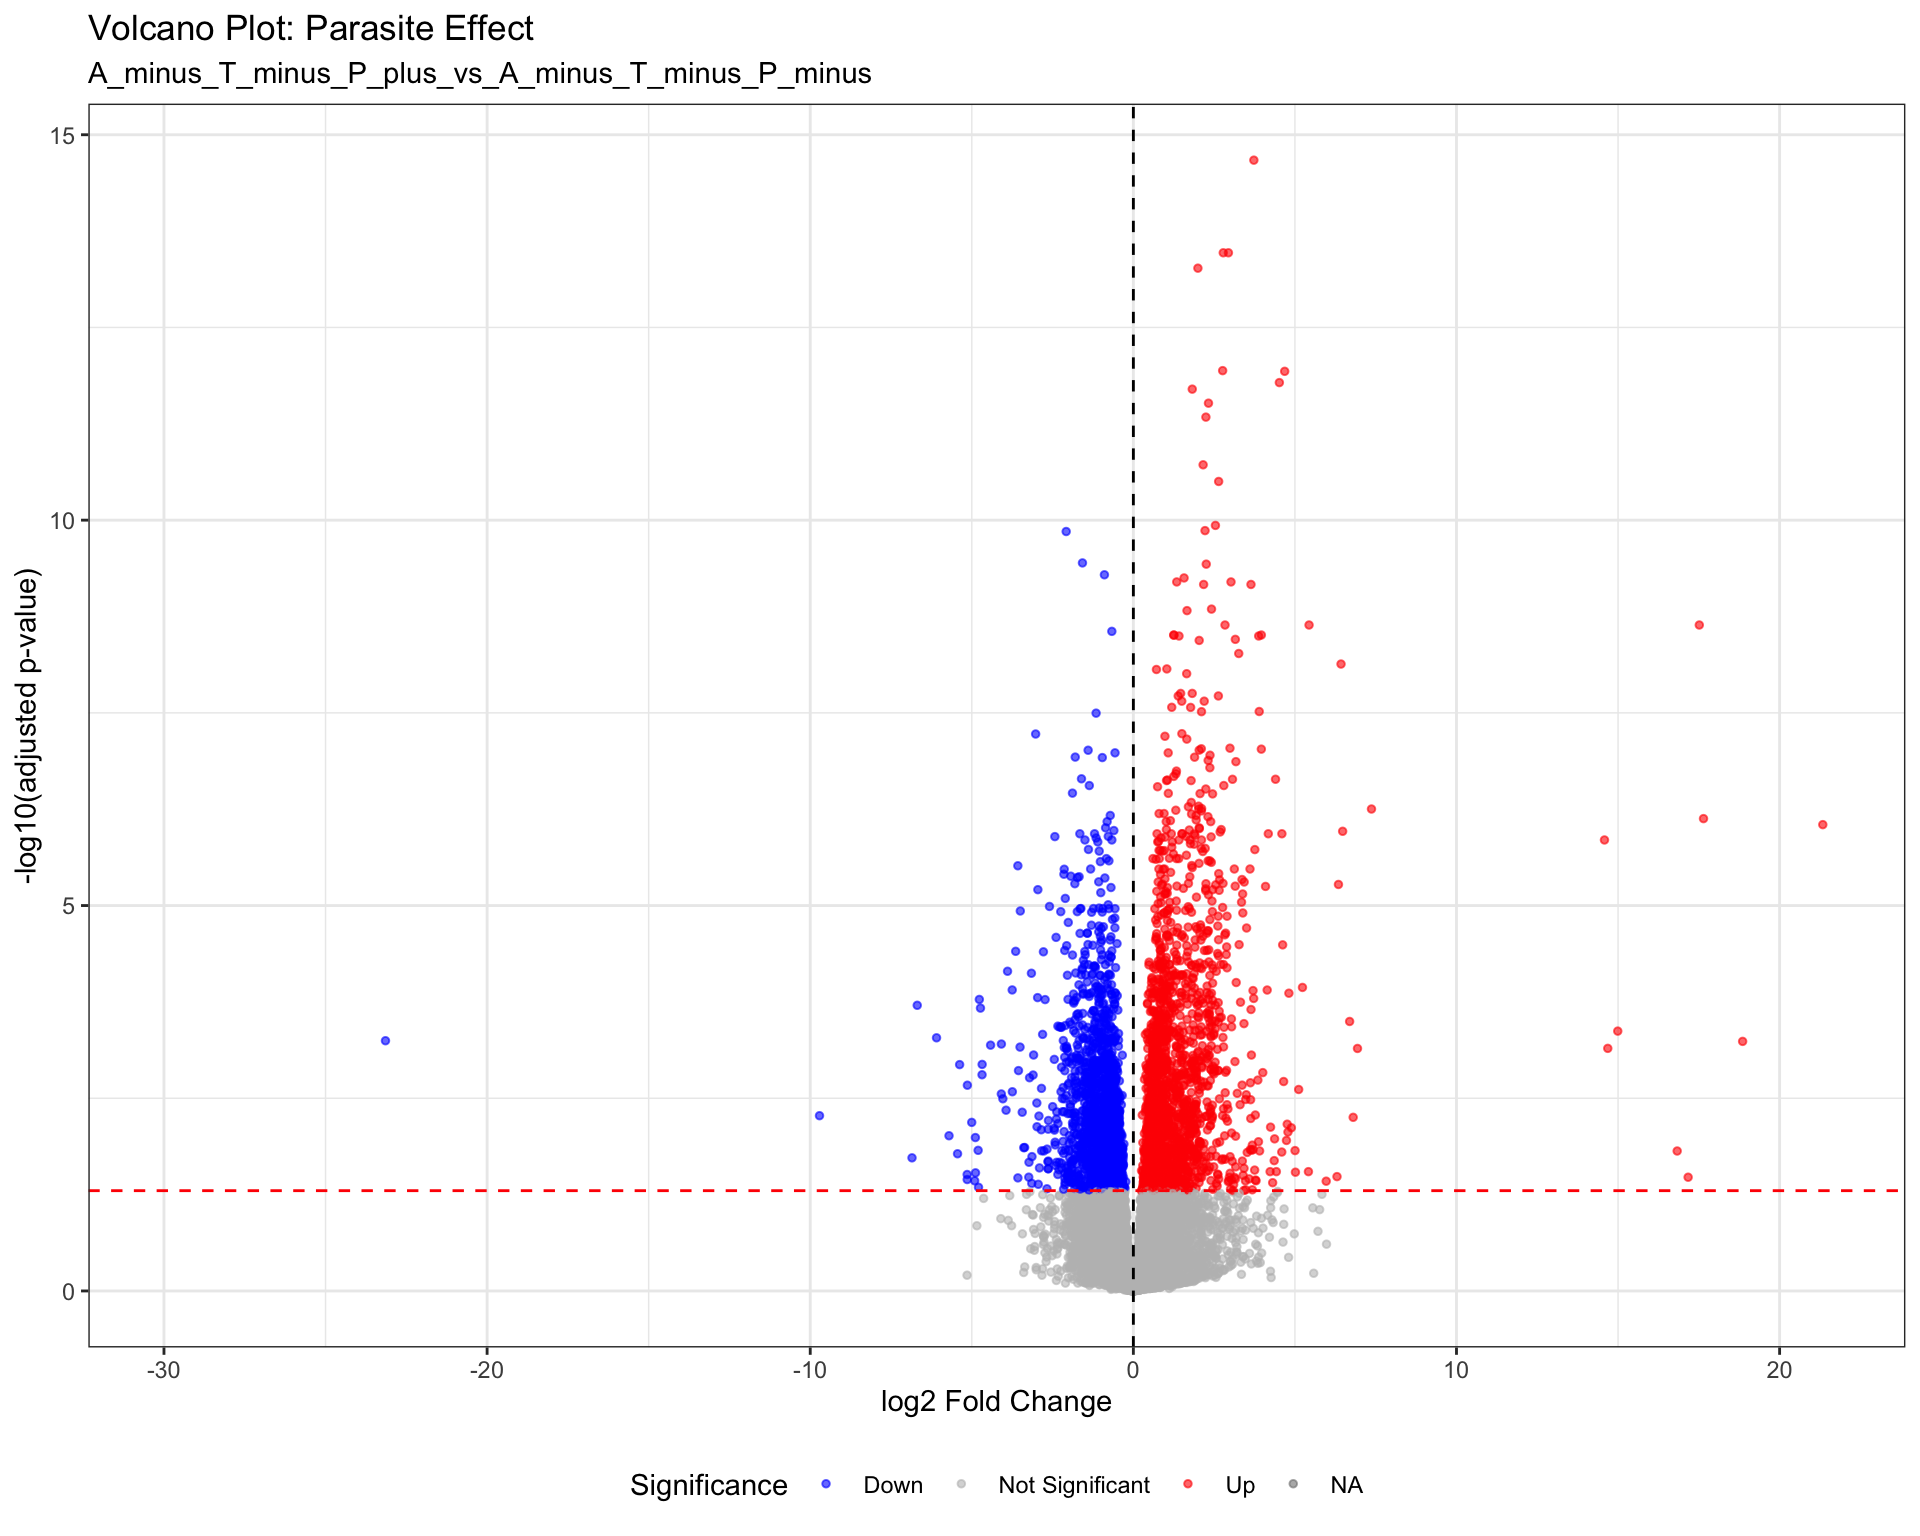 Volcano Plot: Parasite Effect
A_minus_T_minus_P_plus_vs_A_minus_T_minus_P_minus
15
10
5
0
-log10(adjusted p-value)
-30 -20 -10 0 10 20
log2 Fold Change
Significance Down Not Significant Up NA